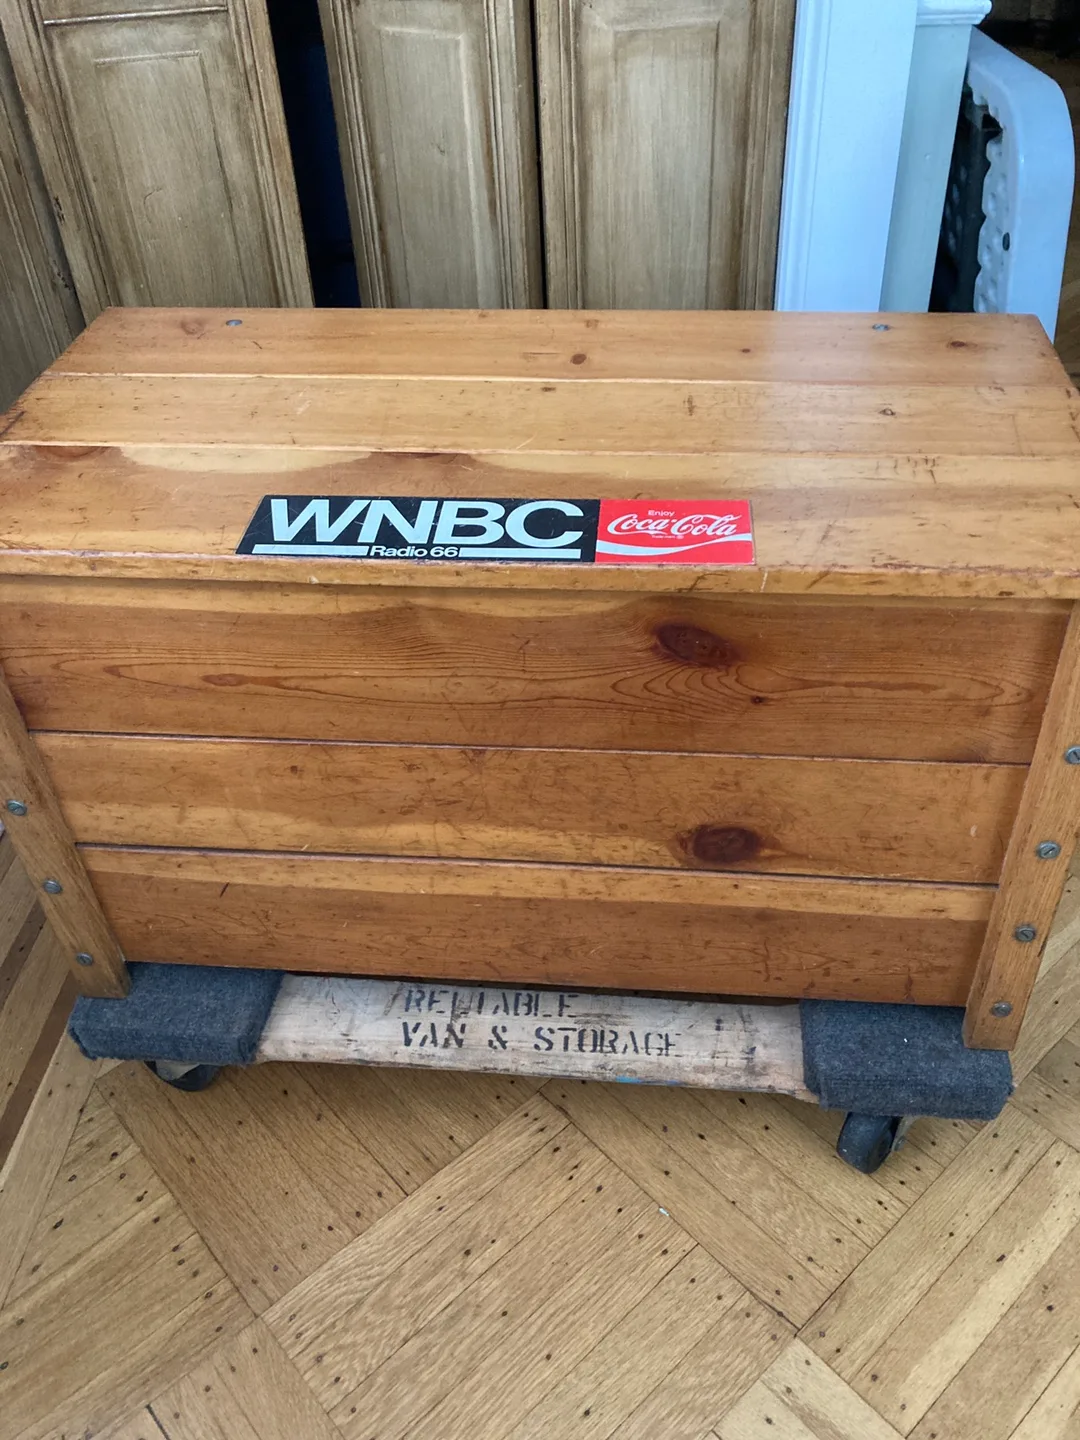 WNBC
Radio 66
Enjoy
Coca-Cola
RELIABLE
VAN & STORAGE